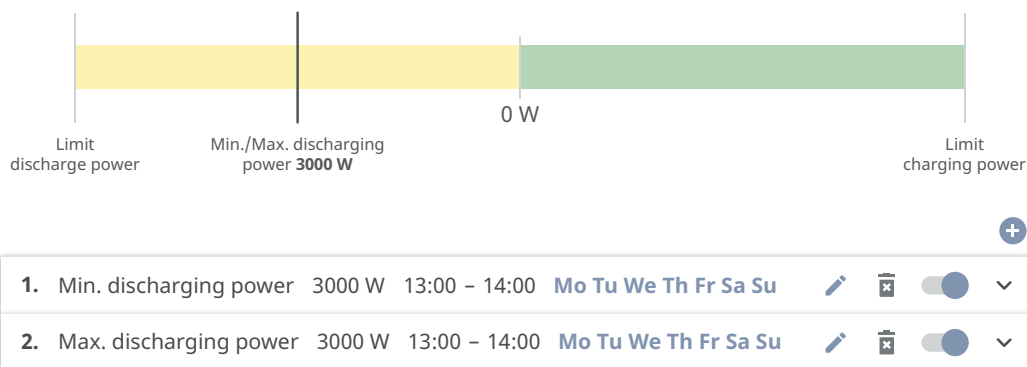 0 W
Limit
discharge power
Min./Max. discharging
power 3000 W
Limit
charging power
1. Min. discharging power 3000 W 13:00 – 14:00 Mo Tu We Th Fr Sa Su
2. Max. discharging power 3000 W 13:00 – 14:00 Mo Tu We Th Fr Sa Su